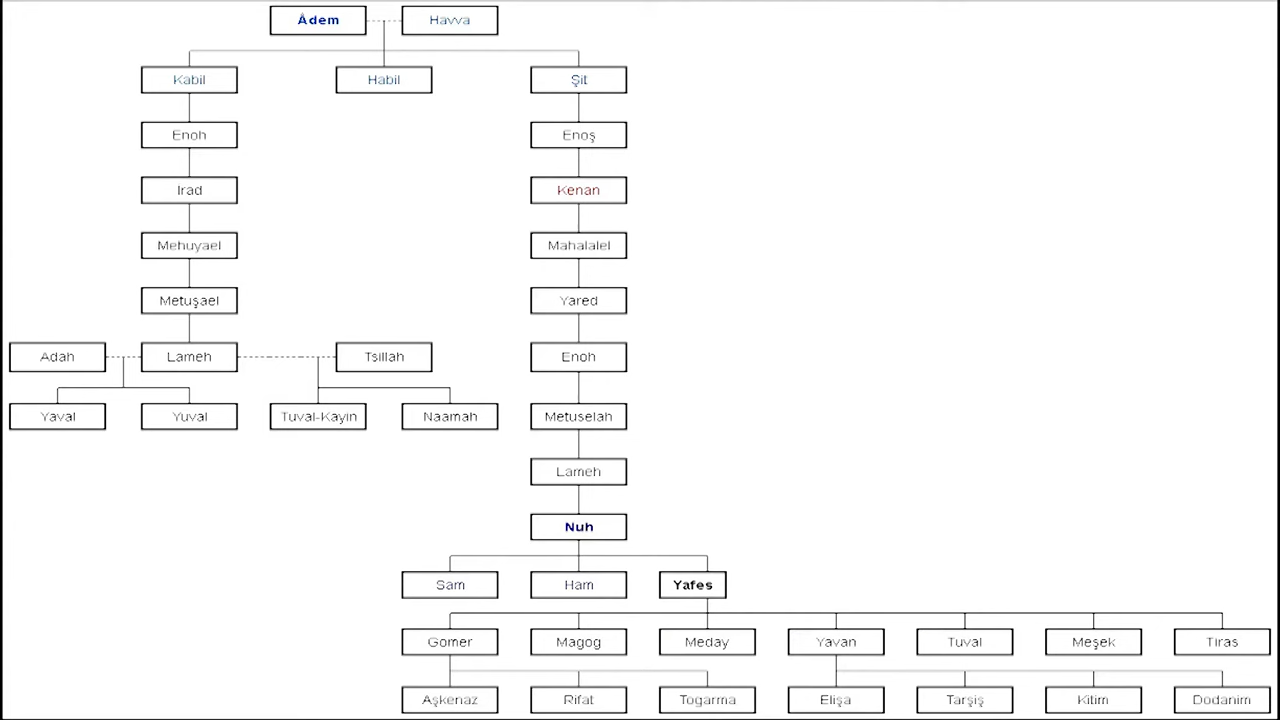 Âdem Havva
Kabil Habil Şit
Enoh Enoş
Irad Kenan
Mehuyael Mahalalel
Metuşael Yared
Adah Lameh Tsillah Enoh
Yaval Yuval Tuval-Kayin Naamah Metuselah
Lameh
Nuh
Sam Ham Yafes
Gomer Magog Meday Yavan Tuval Meşek Tiras
Aşkenaz Rifat Togarma Elişa Tarşiş Kitim Dodanim